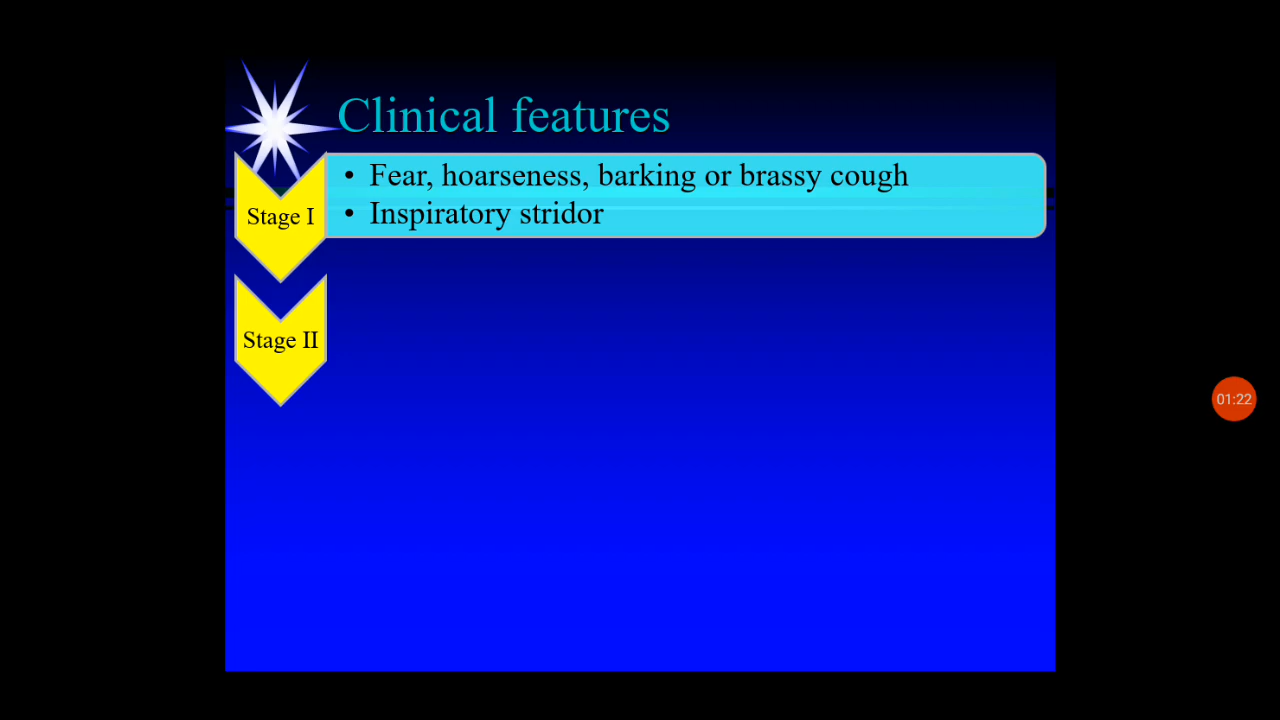 Clinical features
• Fear, hoarseness, barking or brassy cough
• Inspiratory stridor
Stage I
Stage II
01:22